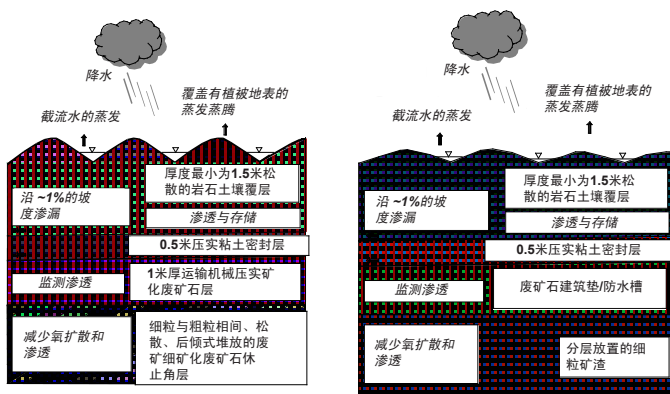 降水
截流水的蒸发
覆盖有植被地表的
蒸发蒸腾
厚度最小为1.5米松
散的岩石土壤覆层
沿 ~1%的坡
度渗漏
渗透与存储
0.5米压实粘土密封层
监测渗透
1米厚运输机械压实矿
化废矿石层
减少氧扩散和
渗透
细粒与粗粒相间、松
散、后倾式堆放的废
矿细矿化废矿石休
止角层
降水
截流水的蒸发
覆盖有植被地表的
蒸发蒸腾
厚度最小为1.5米松
散的岩石土壤覆层
沿 ~1%的坡
度渗漏
渗透与存储
0.5米压实粘土密封层
监测渗透
废矿石建筑垫/防水槽
减少氧扩散和
渗透
分层放置的细
粒矿渣